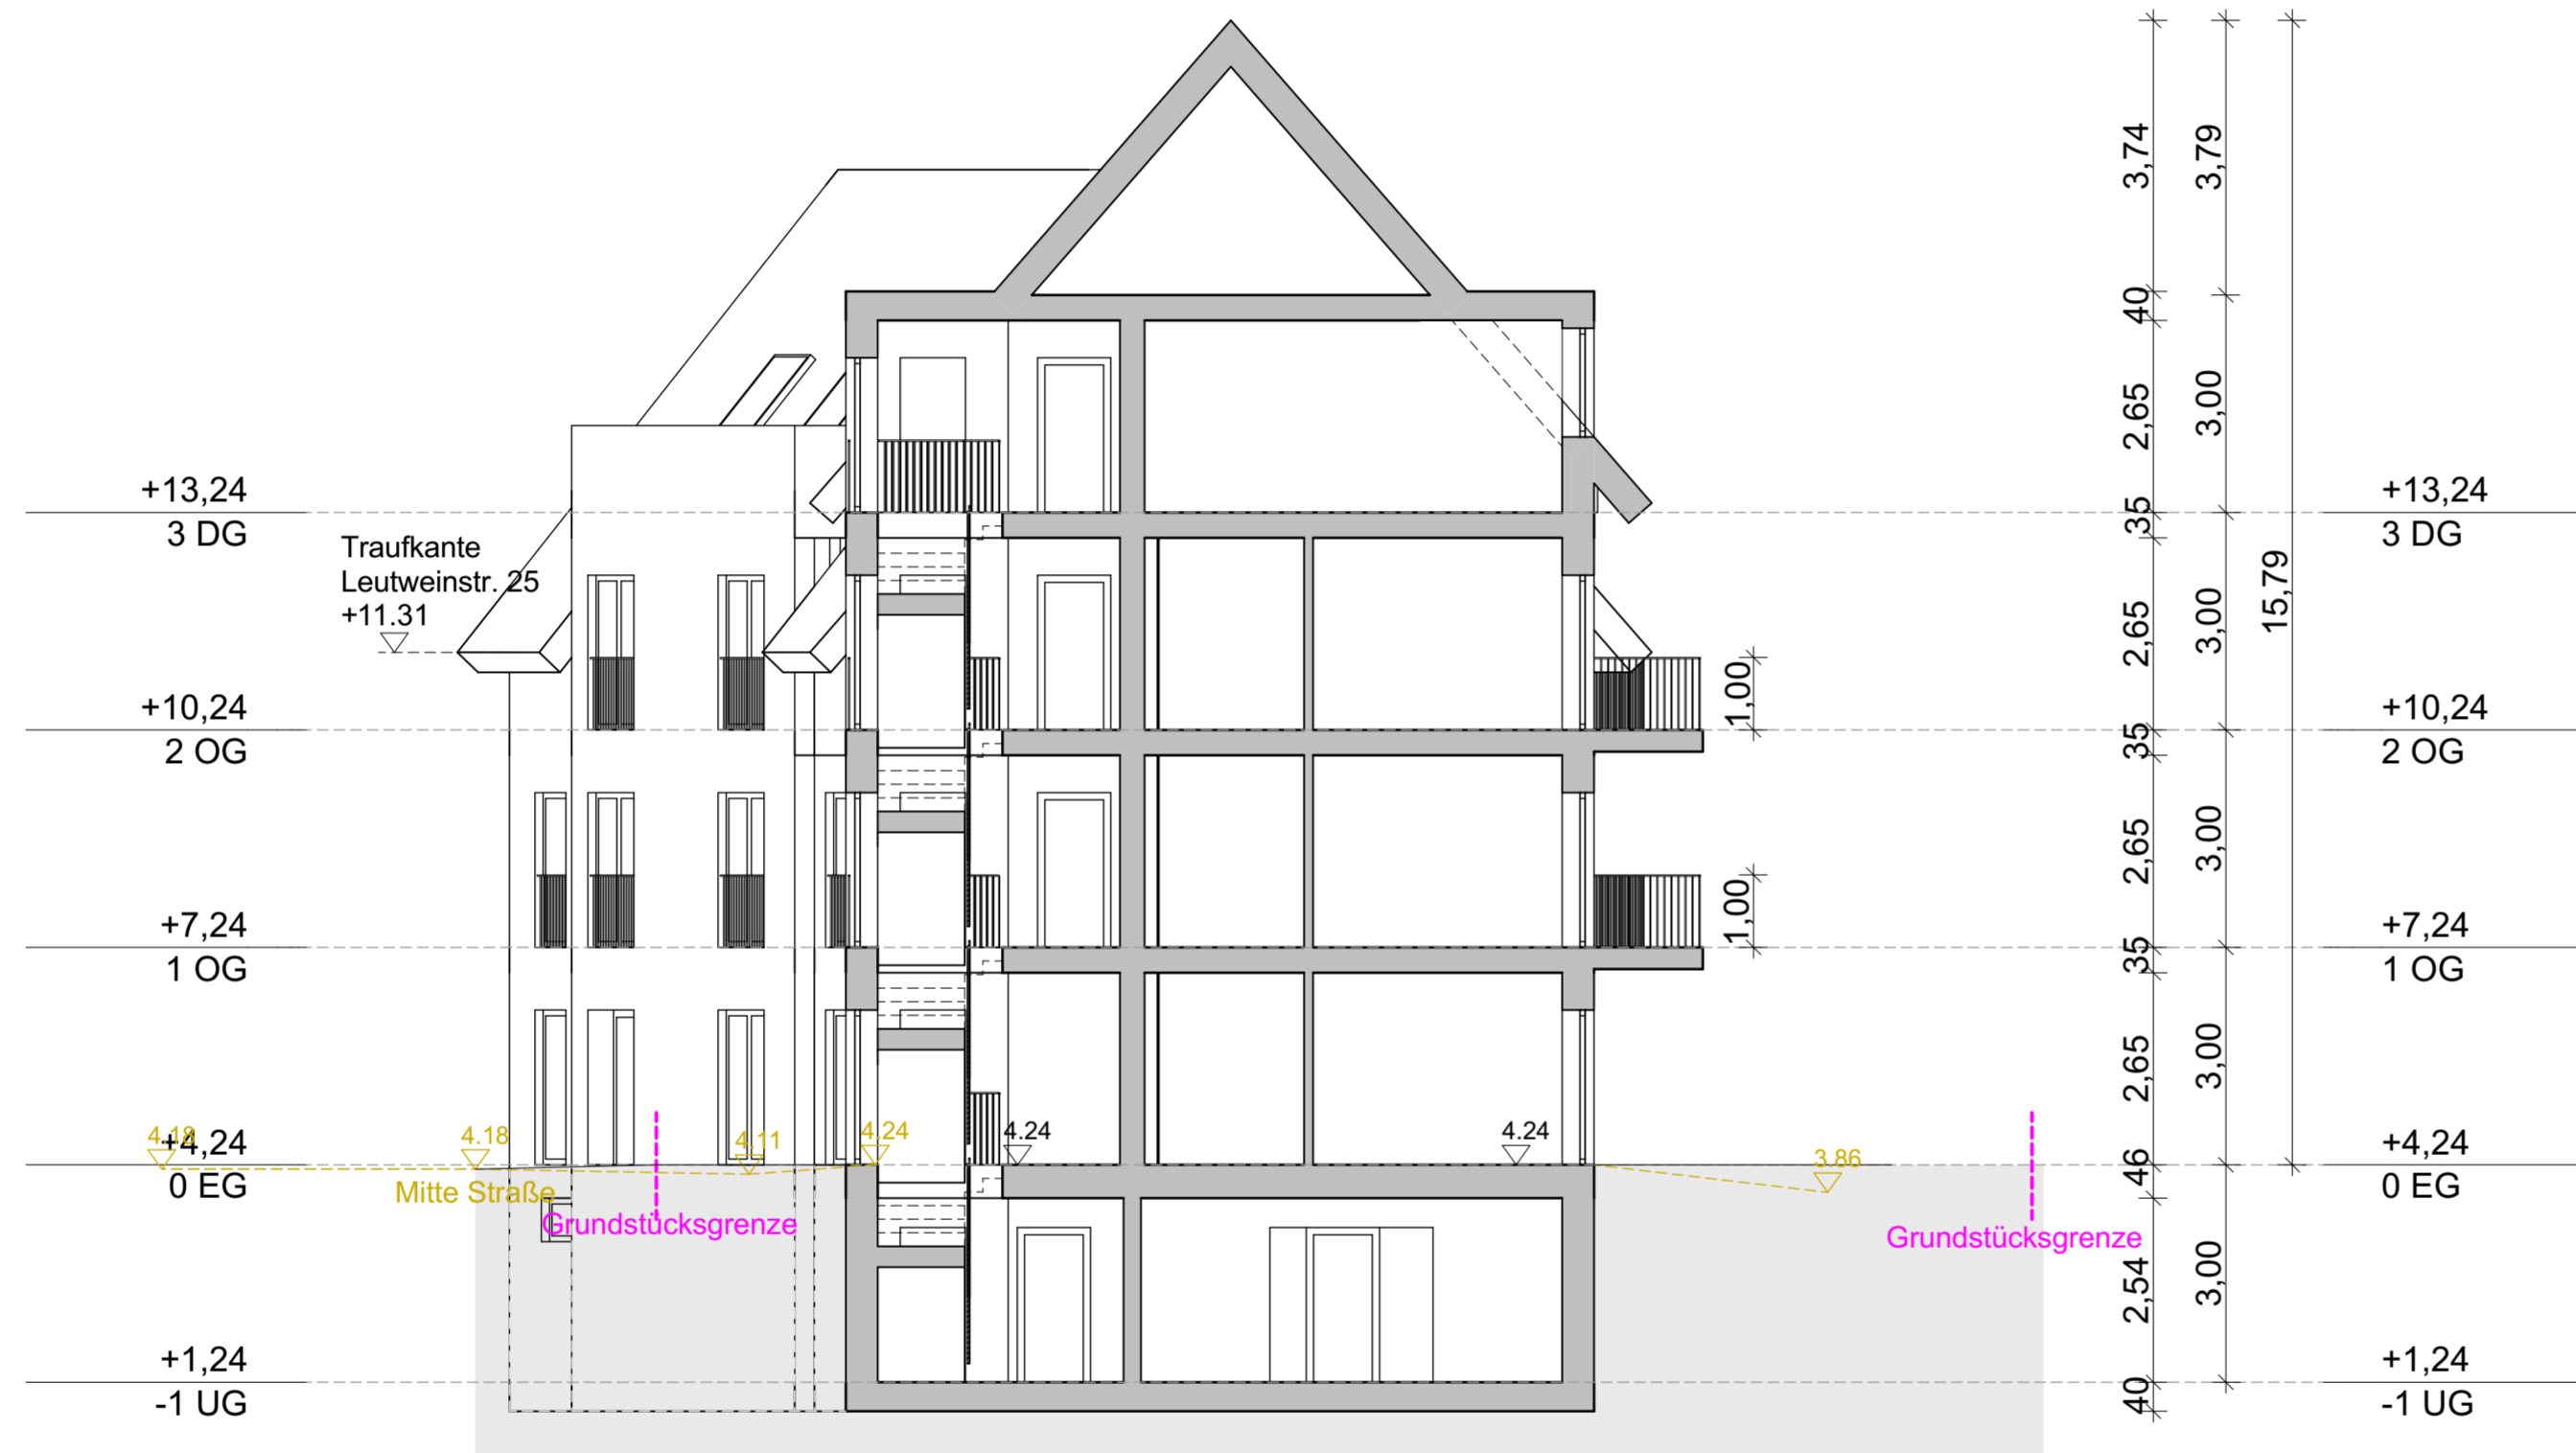 3,74
3,79
40
2,65
3,00
+13,24
3 DG
35
+13,24
3 DG
Traufkante
Leutweinstr. 25
+11.31
15,79
2,65
3,00
1,00
+10,24
2 OG
35
+10,24
2 OG
2,65
3,00
1,00
+7,24
1 OG
35
+7,24
1 OG
2,65
3,00
4.18
+4,24
0 EG
4.18
4.11
4.24
4.24
4.24
3.86
46
+4,24
0 EG
Mitte Straße
Grundstücksgrenze
Grundstücksgrenze
2,54
3,00
+1,24
-1 UG
40
+1,24
-1 UG